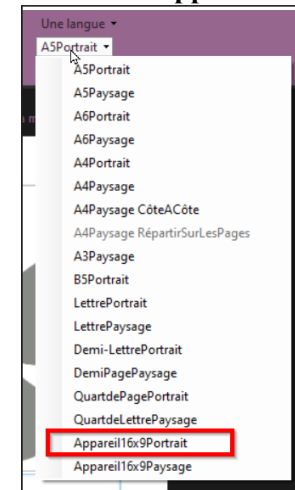 Une langue
A5Portrait
A5Portrait
A5Paysage
A6Portrait
A6Paysage
A4Portrait
A4Paysage
A4Paysage CôteACôte
A4Paysage RépartirSurLesPages
A3Paysage
B5Portrait
LettrePortrait
LettrePaysage
Demi-LettrePortrait
DemiPagePaysage
QuartdePagePortrait
QuartdeLettrePaysage
Appareil16x9Portrait
Appareil16x9Paysage